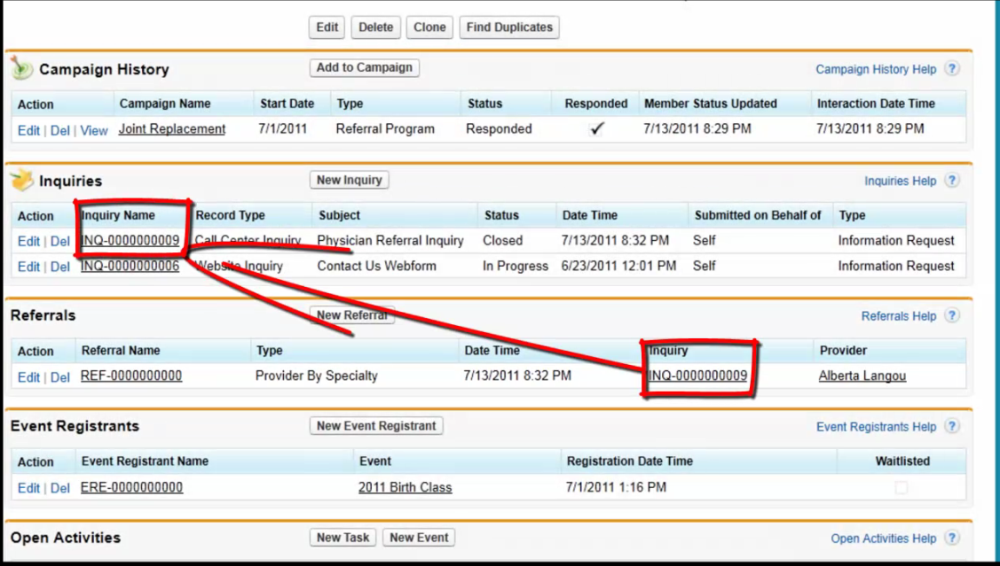 Edit Delete Clone Find Duplicates
Campaign History Add to Campaign Campaign History Help ?
Action Campaign Name Start Date Type Status Responded Member Status Updated Interaction Date Time
Edit | Del | View Joint Replacement 7/1/2011 Referral Program Responded ✓ 7/13/2011 8:29 PM 7/13/2011 8:29 PM
Inquiries New Inquiry Inquiries Help ?
Action Inquiry Name Record Type Subject Status Date Time Submitted on Behalf of Type
Edit | Del INQ-0000000009 Call Center Inquiry Physician Referral Inquiry Closed 7/13/2011 8:32 PM Self Information Request
Edit | Del INQ-0000000006 Website Inquiry Contact Us Webform In Progress 6/23/2011 12:01 PM Self Information Request
Referrals New Referral Referrals Help ?
Action Referral Name Type Date Time Inquiry Provider
Edit | Del REF-0000000000 Provider By Specialty 7/13/2011 8:32 PM INQ-0000000009 Alberta Langou
Event Registrants New Event Registrant Event Registrants Help ?
Action Event Registrant Name Event Registration Date Time Waitlisted
Edit | Del ERE-0000000000 2011 Birth Class 7/1/2011 1:16 PM
Open Activities New Task New Event Open Activities Help ?